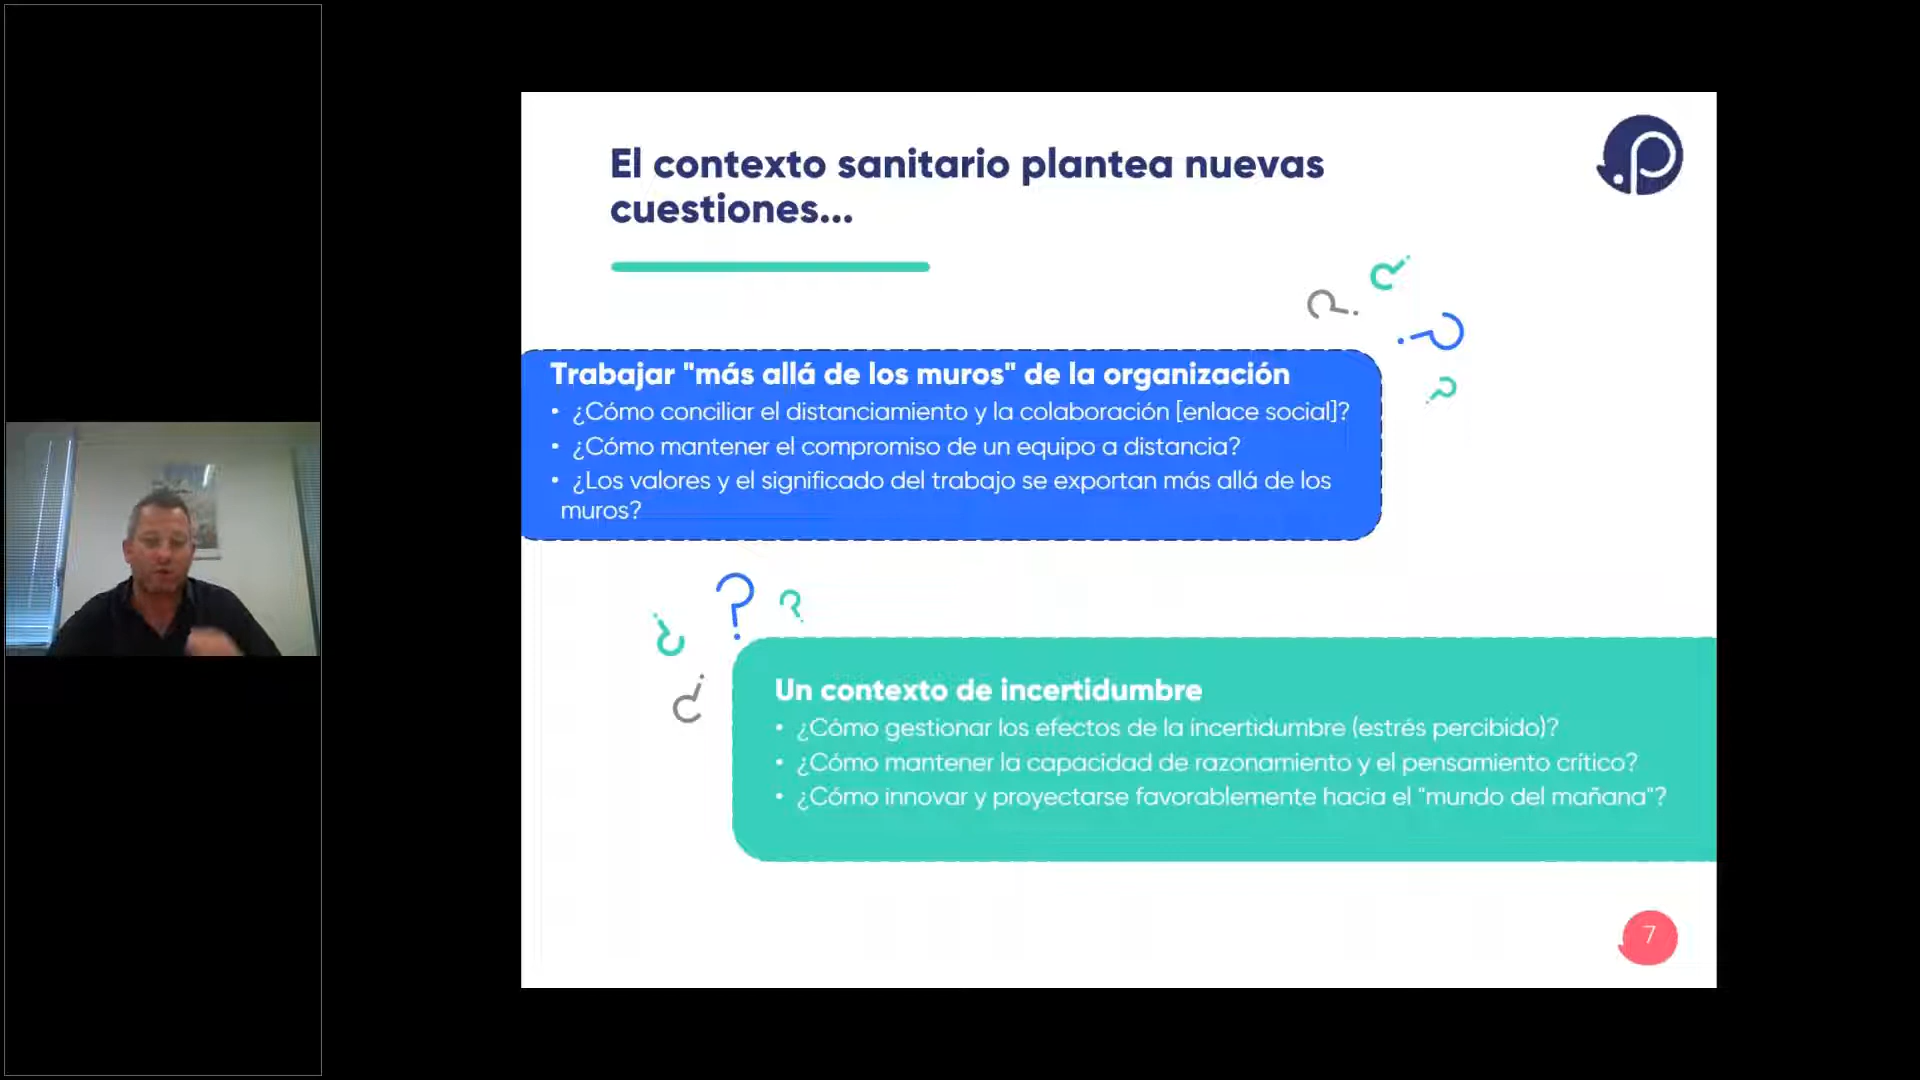 El contexto sanitario plantea nuevas
cuestiones...
Trabajar "más allá de los muros" de la organización
• ¿Cómo conciliar el distanciamiento y la colaboración [enlace social]?
• ¿Cómo mantener el compromiso de un equipo a distancia?
• ¿Los valores y el significado del trabajo se exportan más allá de los
muros?
Un contexto de incertidumbre
• ¿Cómo gestionar los efectos de la incertidumbre (estrés percibido)?
• ¿Cómo mantener la capacidad de razonamiento y el pensamiento crítico?
• ¿Cómo innovar y proyectarse favorablemente hacia el "mundo del mañana"?
7